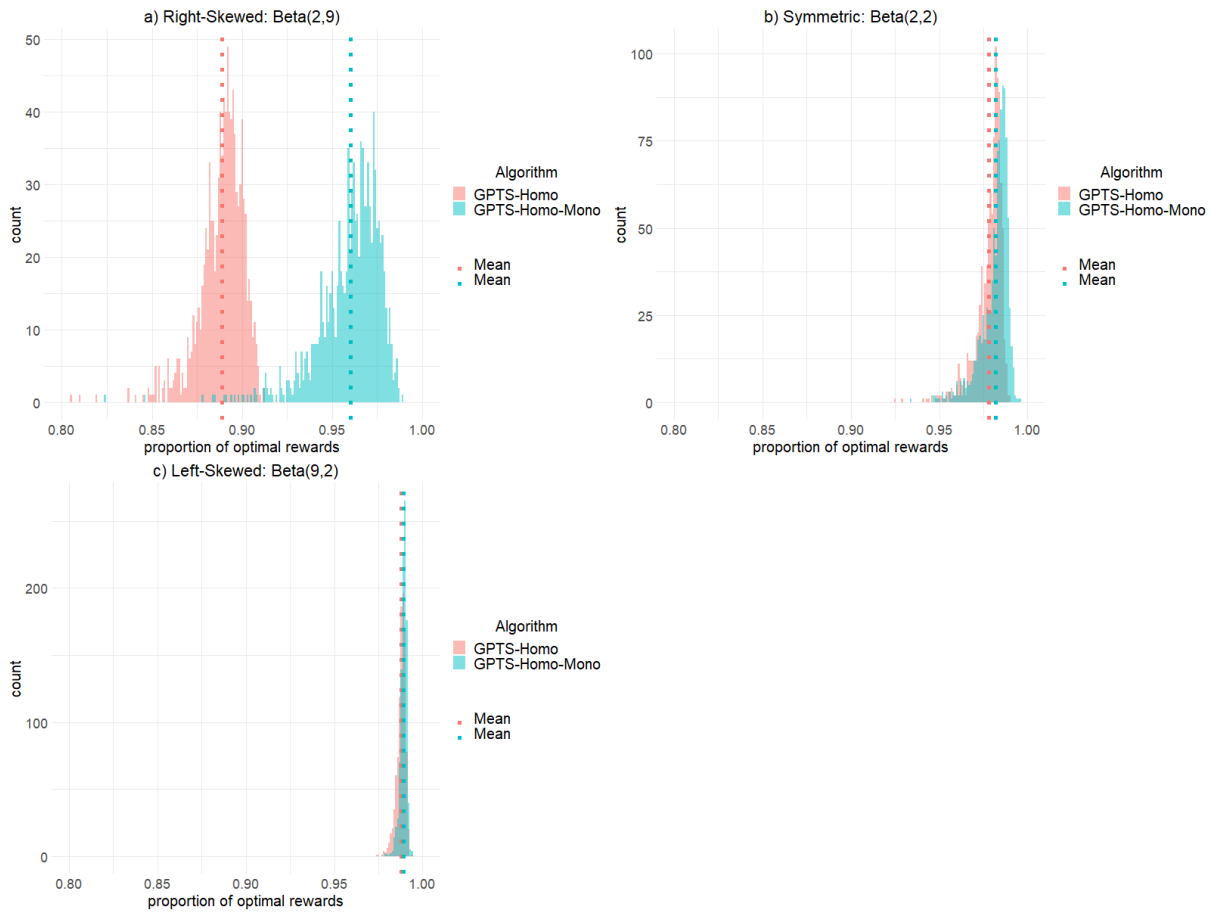 a) Right-Skewed: Beta(2,9)
50
40
30
20
10
0
count
0.80
0.85
0.90
0.95
1.00
proportion of optimal rewards
Algorithm
GPTS-Homo
GPTS-Homo-Mono
Mean
Mean
b) Symmetric: Beta(2,2)
100
75
50
25
0
count
0.80
0.85
0.90
0.95
1.00
proportion of optimal rewards
Algorithm
GPTS-Homo
GPTS-Homo-Mono
Mean
Mean
c) Left-Skewed: Beta(9,2)
200
100
0
count
0.80
0.85
0.90
0.95
1.00
proportion of optimal rewards
Algorithm
GPTS-Homo
GPTS-Homo-Mono
Mean
Mean